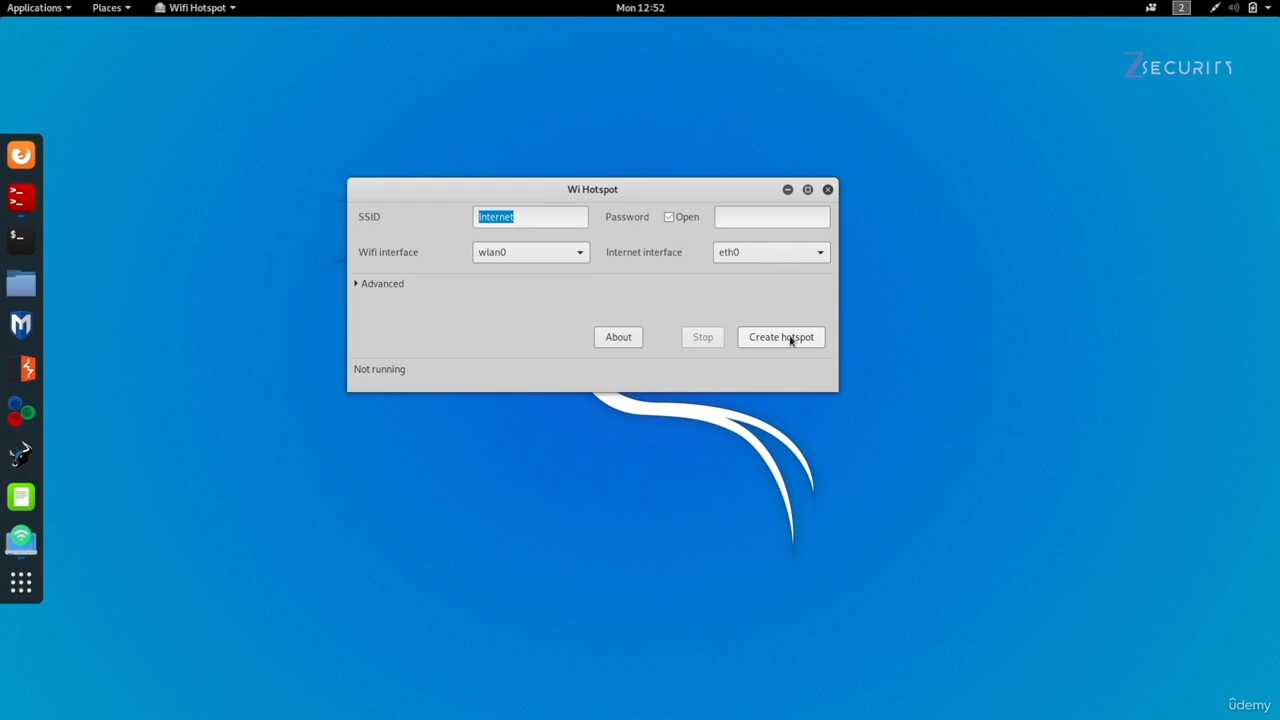 Applications Places Wifi Hotspot Mon 12:52 2
ZSECURITY
Wi Hotspot
SSID Internet Password Open
Wifi interface wlan0 Internet interface eth0
Advanced
About Stop Create hotspot
Not running
ûdemy